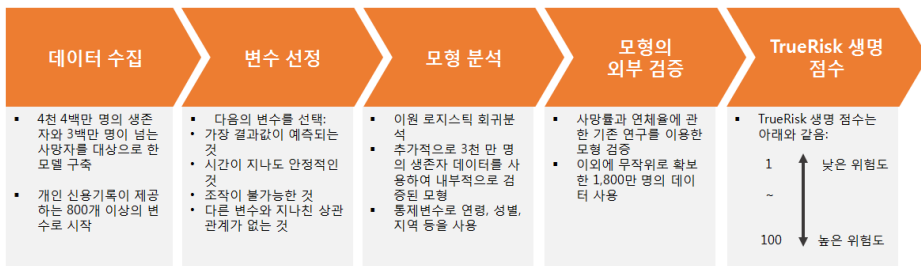 데이터 수집
변수 선정
모형 분석
모형의
외부 검증
TrueRisk 생명
점수
▪ 4천 4백만 명의 생존
자와 3백만 명이 넘는
사망자를 대상으로 한
모델 구축
▪ 개인 신용기록이 제공
하는 800개 이상의 변
수로 시작
▪ 다음의 변수를 선택:
• 가장 결과값이 예측되는
것
• 시간이 지나도 안정적인
것
• 조작이 불가능한 것
• 다른 변수와 지나친 상관
관계가 없는 것
▪ 이원 로지스틱 회귀분
석
▪ 추가적으로 3천 만 명
의 생존자 데이터를 사
용하여 내부적으로 검
증된 모형
▪ 통제변수로 연령, 성별,
지역 등을 사용
▪ 사망률과 연체율에 관
한 기존 연구를 이용한
모형 검증
▪ 이외에 무작위로 확보
한 1,800만 명의 데이
터 사용
▪ TrueRisk 생명 점수는
아래와 같음:
1 낮은 위험도
~
100 높은 위험도